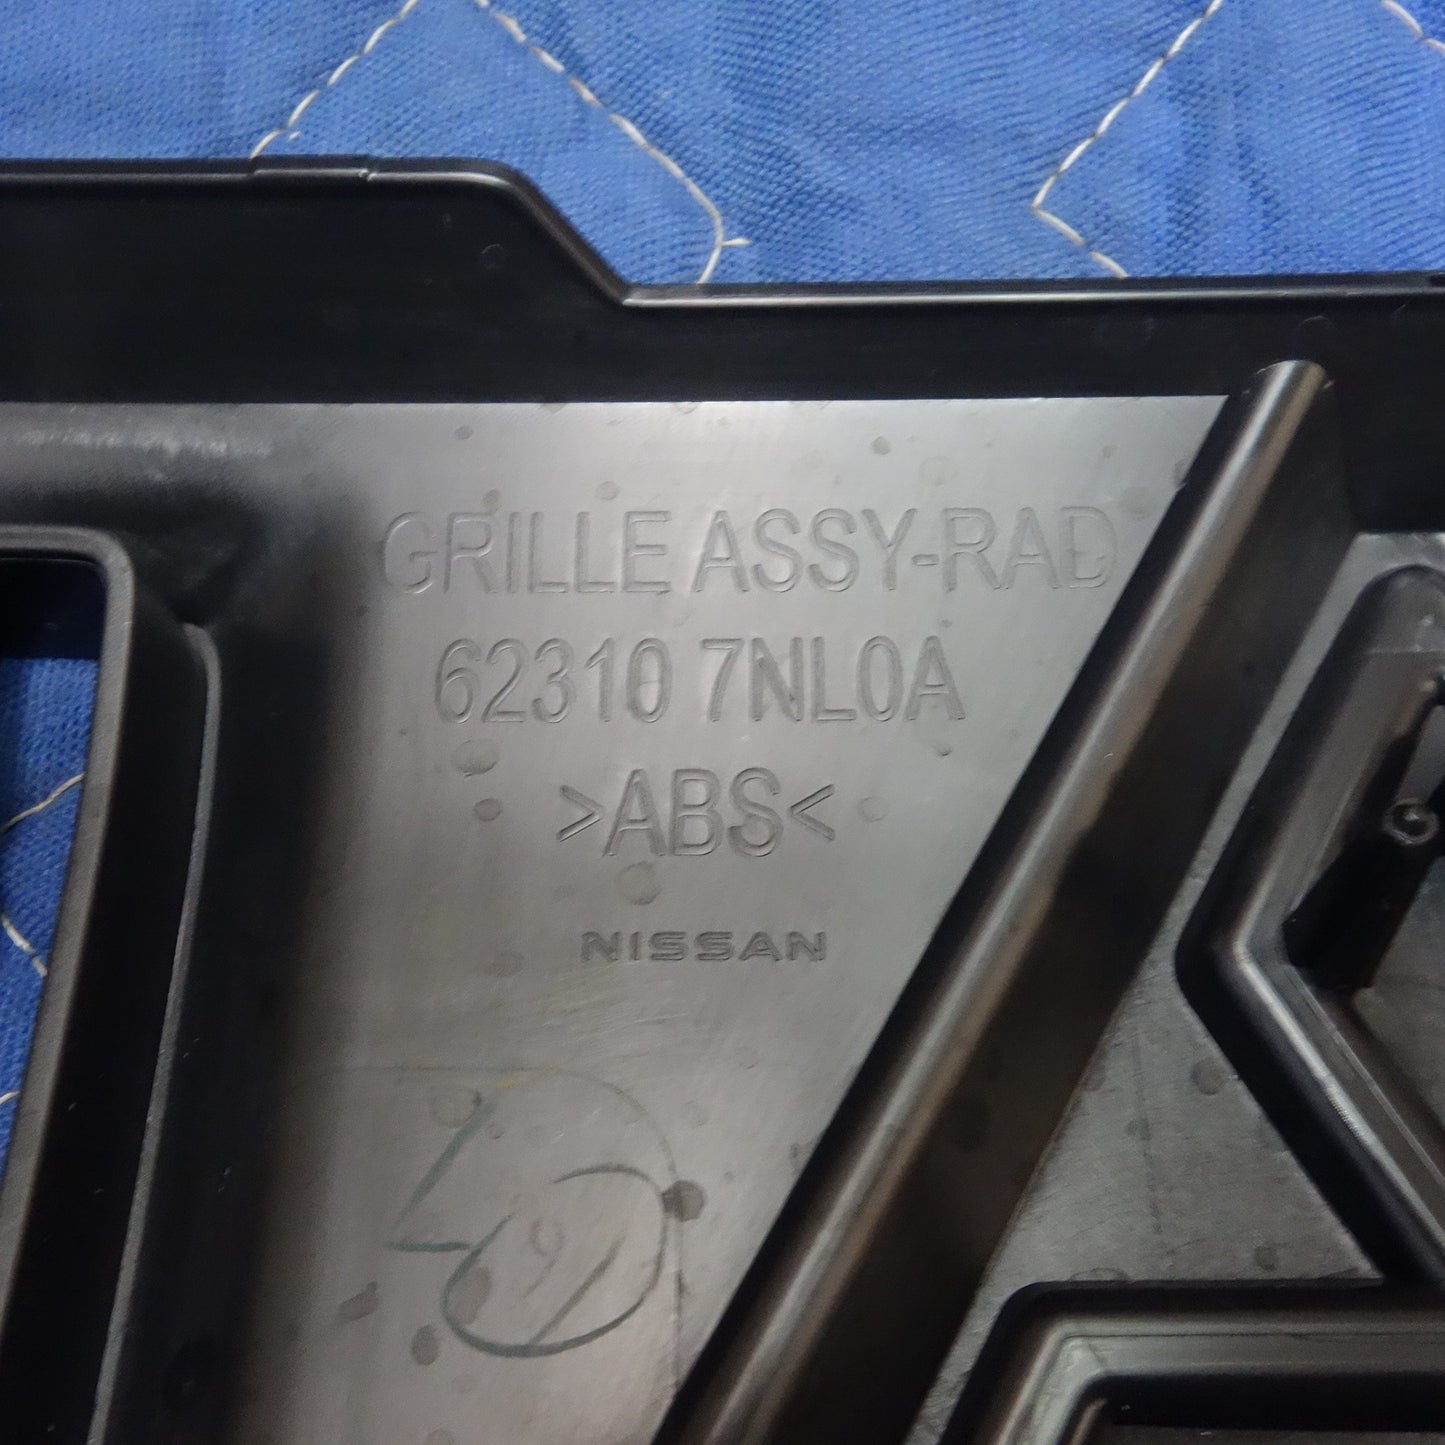 GRILLE ASSY-RAD
62310 7NL0A
>ABS<
NISSAN